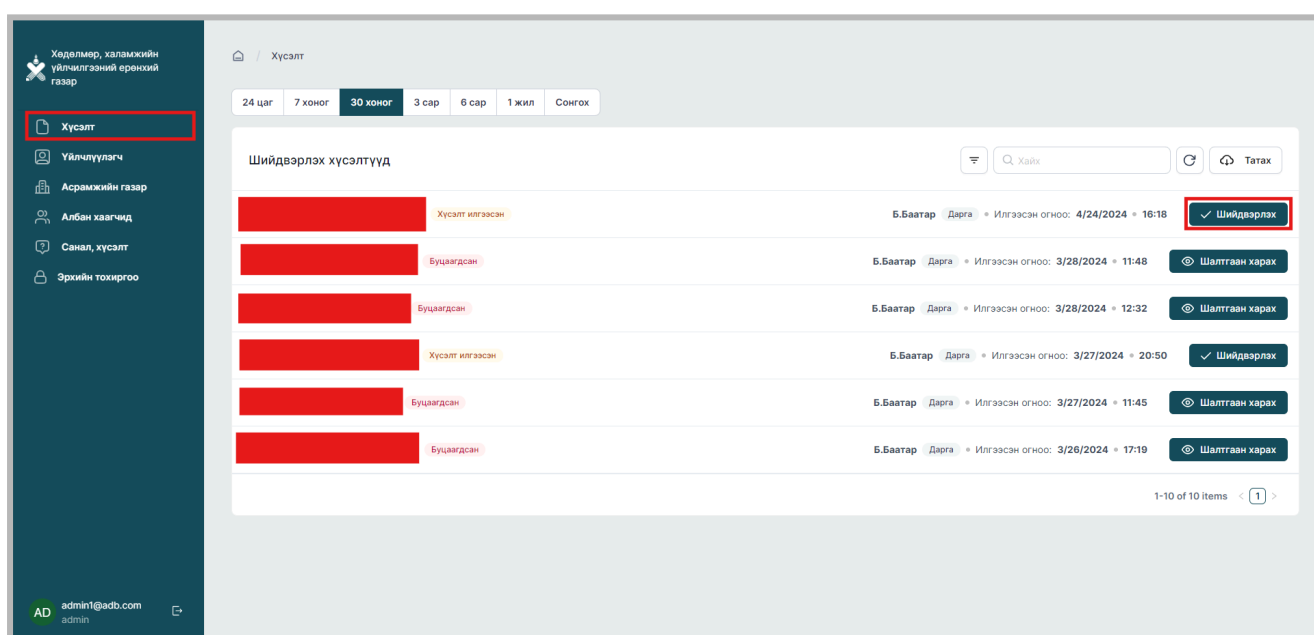 Хөдөлмөр, халамжийн
үйлчилгээний ерөнхий
газар
/ Хүсэлт
24 цаг 7 хоног 30 хоног 3 сар 6 сар 1 жил Сонгох
Хүсэлт
Үйлчлүүлэгч
Асрамжийн газар
Албан хаагчид
Санал, хүсэлт
Эрхийн тохиргоо
Шийдвэрлэх хүсэлтүүд Хайх Татах
Хүсэлт илгээсэн Б.Баатар Дарга Илгээсэн огноо: 4/24/2024 16:18 Шийдвэрлэх
Буцаагдсан Б.Баатар Дарга Илгээсэн огноо: 3/28/2024 11:48 Шалтгаан харах
Буцаагдсан Б.Баатар Дарга Илгээсэн огноо: 3/28/2024 12:32 Шалтгаан харах
Хүсэлт илгээсэн Б.Баатар Дарга Илгээсэн огноо: 3/27/2024 20:50 Шийдвэрлэх
Буцаагдсан Б.Баатар Дарга Илгээсэн огноо: 3/27/2024 11:45 Шалтгаан харах
Буцаагдсан Б.Баатар Дарга Илгээсэн огноо: 3/26/2024 17:19 Шалтгаан харах
1-10 of 10 items < 1 >
AD admin1@adb.com
admin